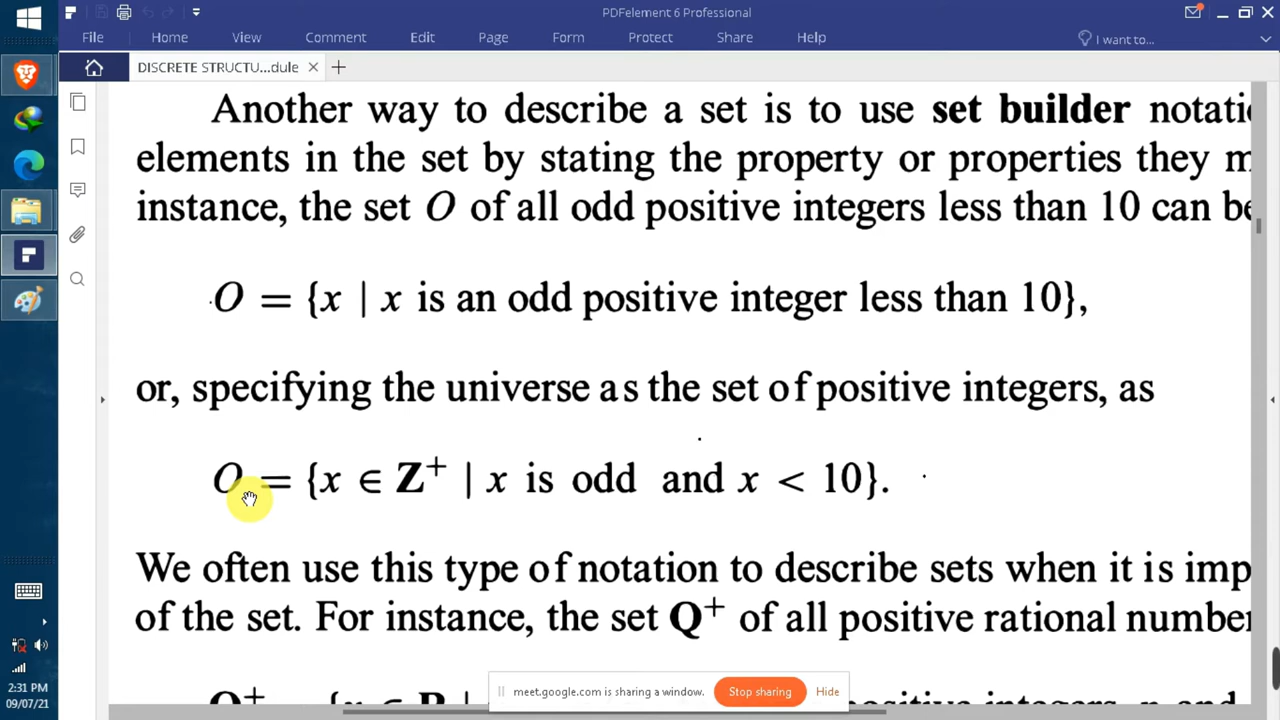 PDFelement 6 Professional
File Home View Comment Edit Page Form Protect Share Help I want to...
DISCRETE STRUCTU...dule
Another way to describe a set is to use set builder
elements in the set by stating the property or properties they
instance, the set O of all odd positive integers less than 10 can
O = {x | x is an odd positive integer less than 10},
or, specifying the universe as the set of positive integers, as
O = {x ∈ Z⁺ | x is odd and x < 10}.
We often use this type of notation to describe sets when it is
of the set. For instance, the set Q⁺ of all positive rational
meet.google.com is sharing a window. Stop sharing Hide
2:31 PM
09/07/21